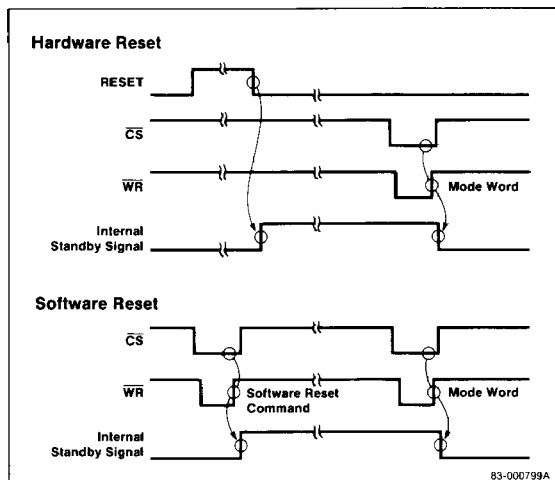 Hardware Reset
RESET
CS
WR
Mode Word
Internal
Standby Signal
Software Reset
CS
WR
Software Reset
Command
Mode Word
Internal
Standby Signal
83-000799A